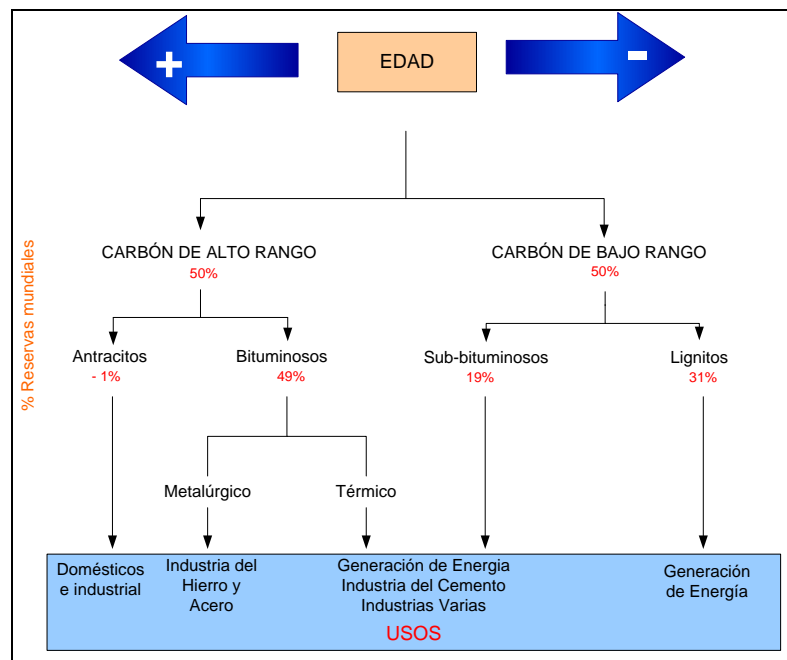 +
EDAD
-
% Reservas mundiales
CARBÓN DE ALTO RANGO
50%
CARBÓN DE BAJO RANGO
50%
Antracitos
- 1%
Bituminosos
49%
Sub-bituminosos
19%
Lignitos
31%
Metalúrgico
Térmico
Domésticos
e industrial
Industria del
Hierro y
Acero
Generación de Energia
Industria del Cemento
Industrias Varias
Generación
de Energía
USOS